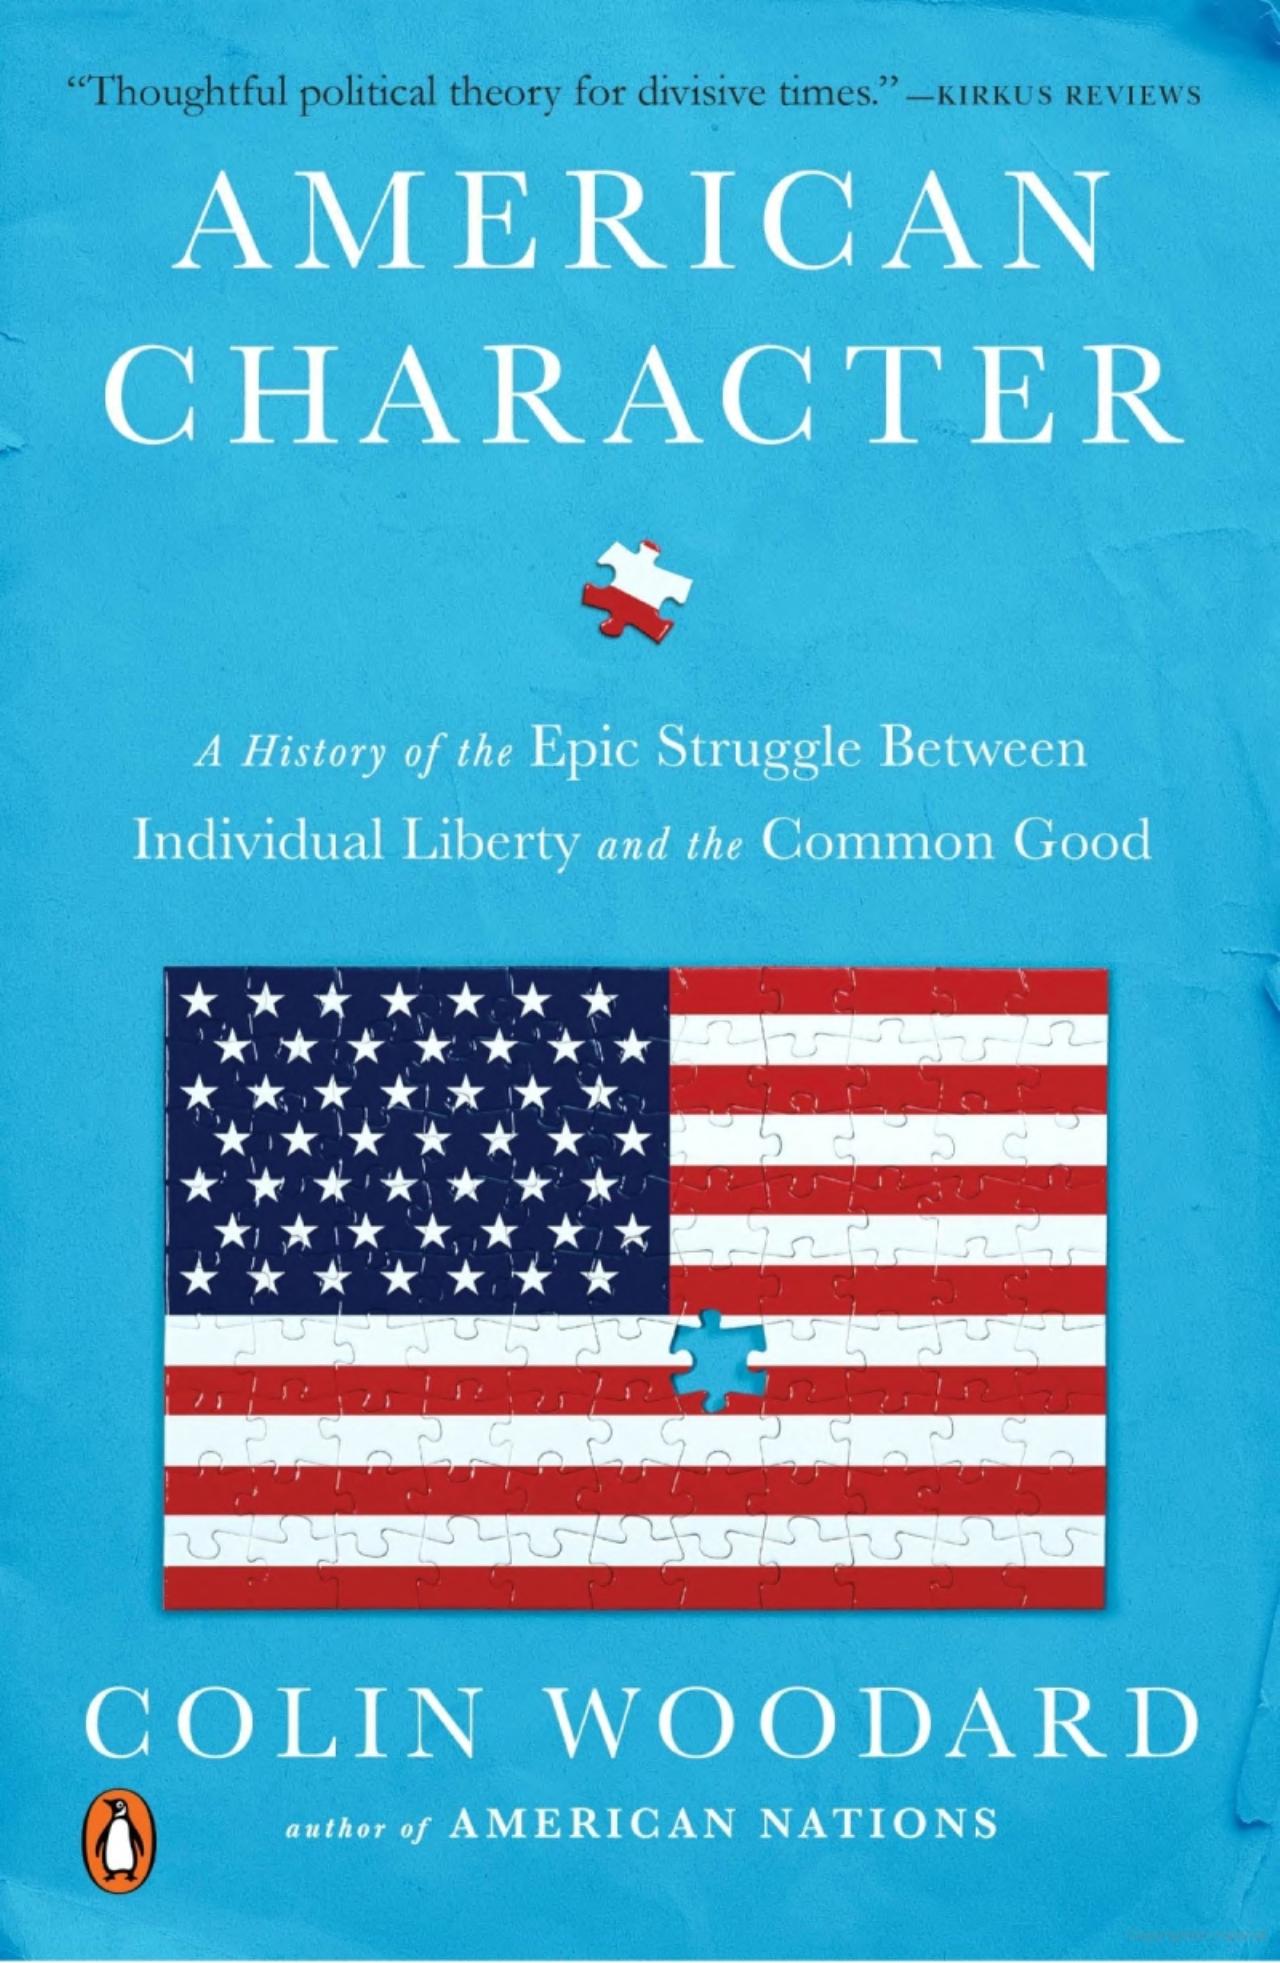 “Thoughtful political theory for divisive times.” —KIRKUS REVIEWS
AMERICAN
CHARACTER
A History of the Epic Struggle Between
Individual Liberty and the Common Good
COLIN WOODARD
author of AMERICAN NATIONS